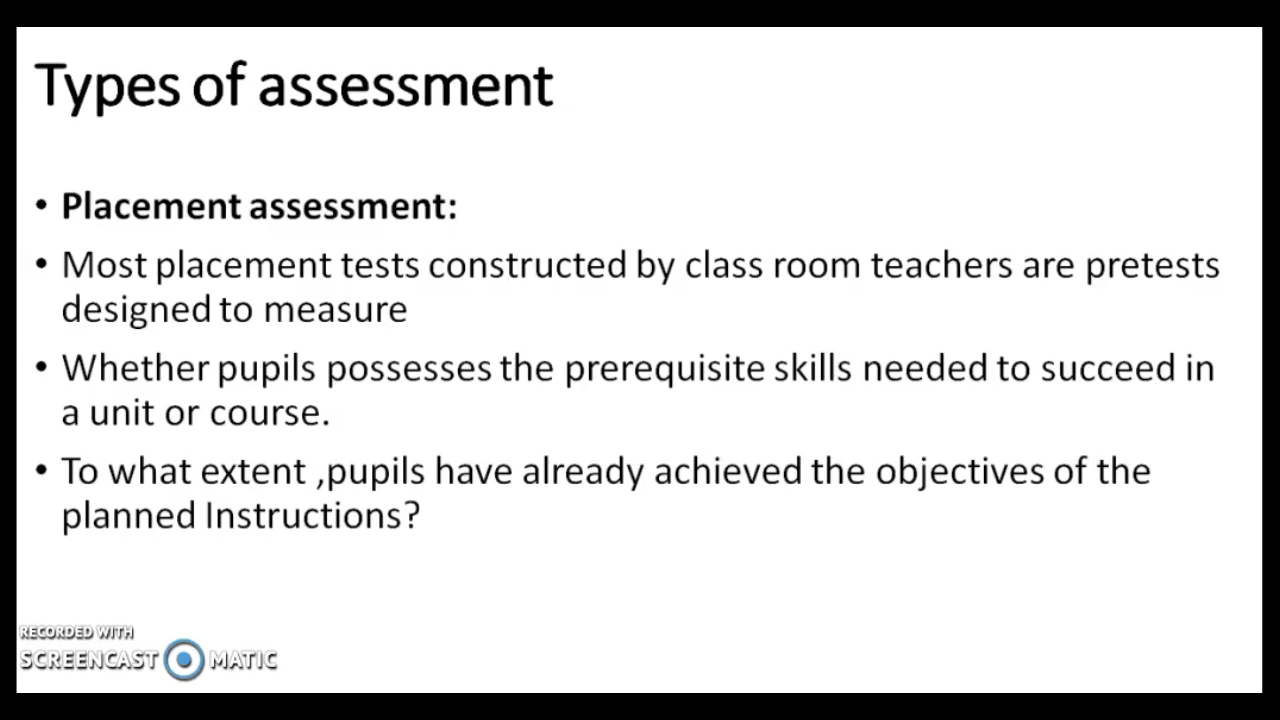 Types of assessment
• Placement assessment:
• Most placement tests constructed by class room teachers are pretests
designed to measure
• Whether pupils possesses the prerequisite skills needed to succeed in
a unit or course.
• To what extent ,pupils have already achieved the objectives of the
planned Instructions?
RECORDED WITH
SCREENCAST MATIC